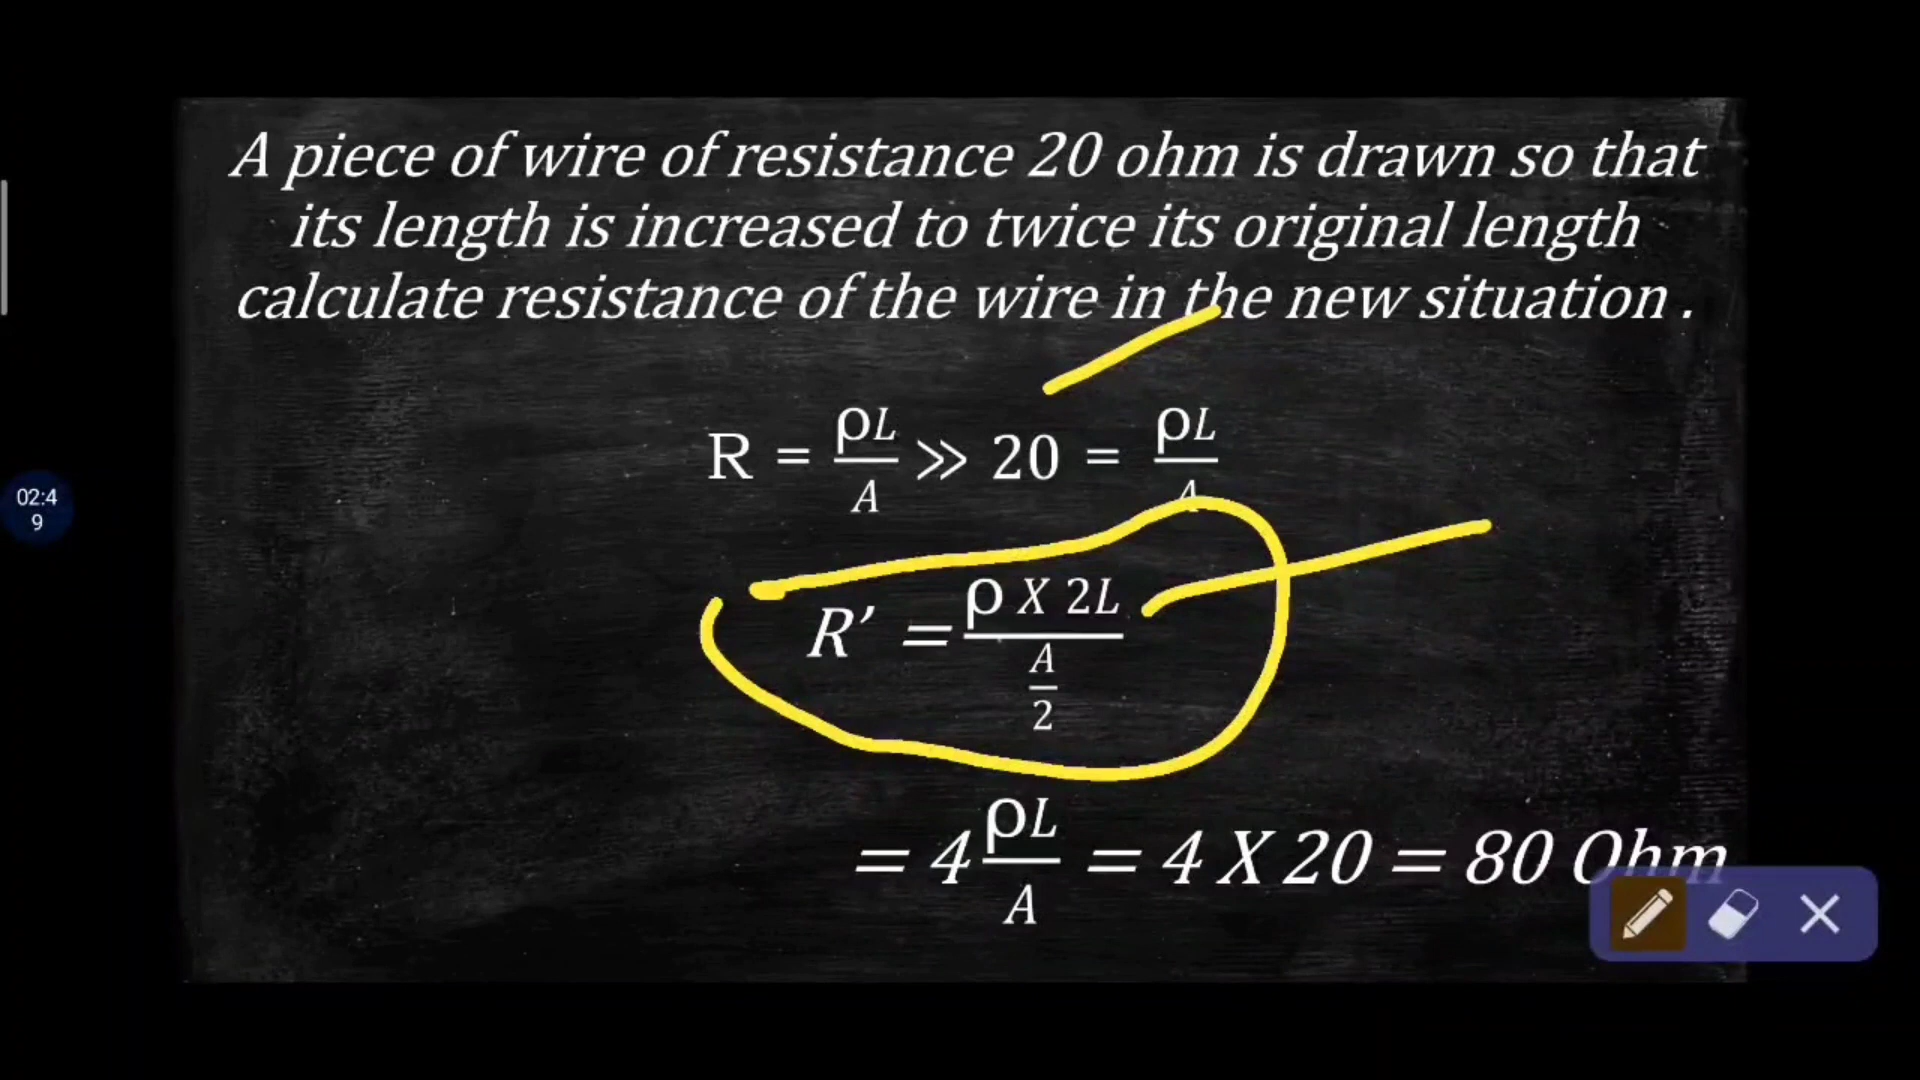 A piece of wire of resistance 20 ohm is drawn so that
its length is increased to twice its original length
calculate resistance of the wire in the new situation .
R = ρL/A >> 20 = ρL/A
02:4
9
R' = ρ X 2L / A/2
= 4 ρL/A = 4 X 20 = 80 Ohm